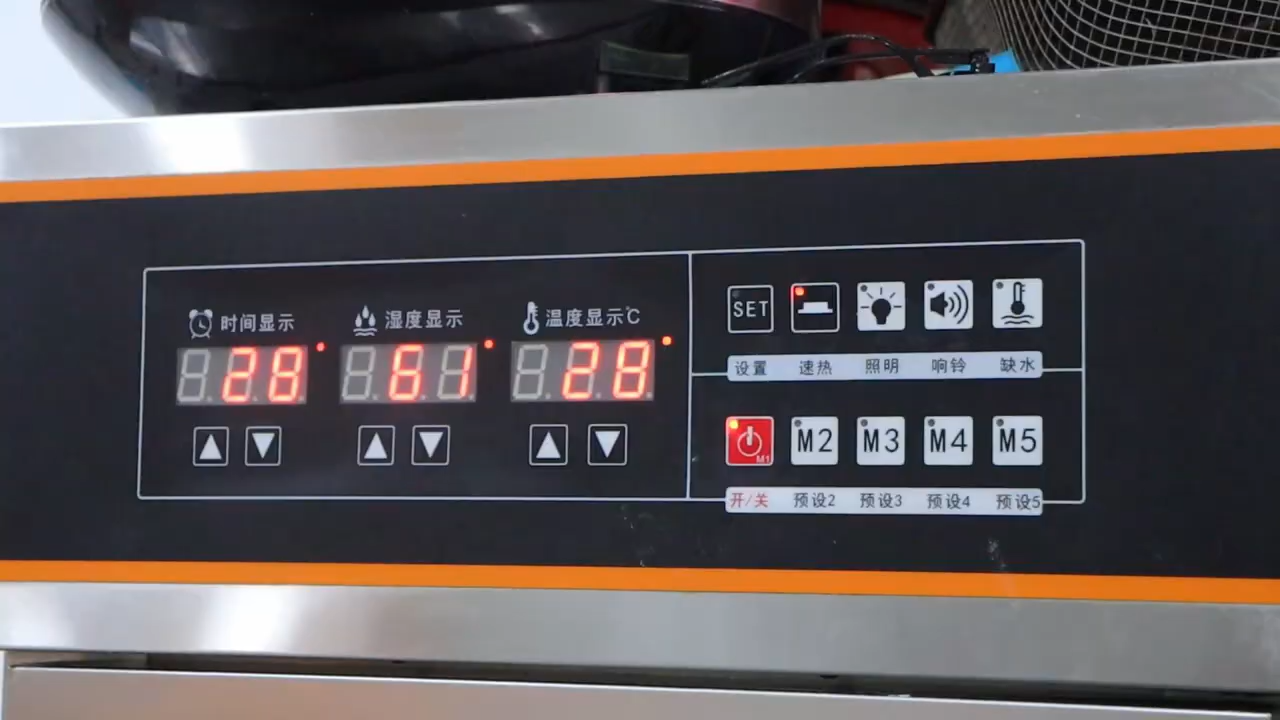 时间显示 湿度显示 温度显示℃
28 61 28
SET
设置 速热 照明 响铃 缺水
M1 M2 M3 M4 M5
开/关 预设2 预设3 预设4 预设5